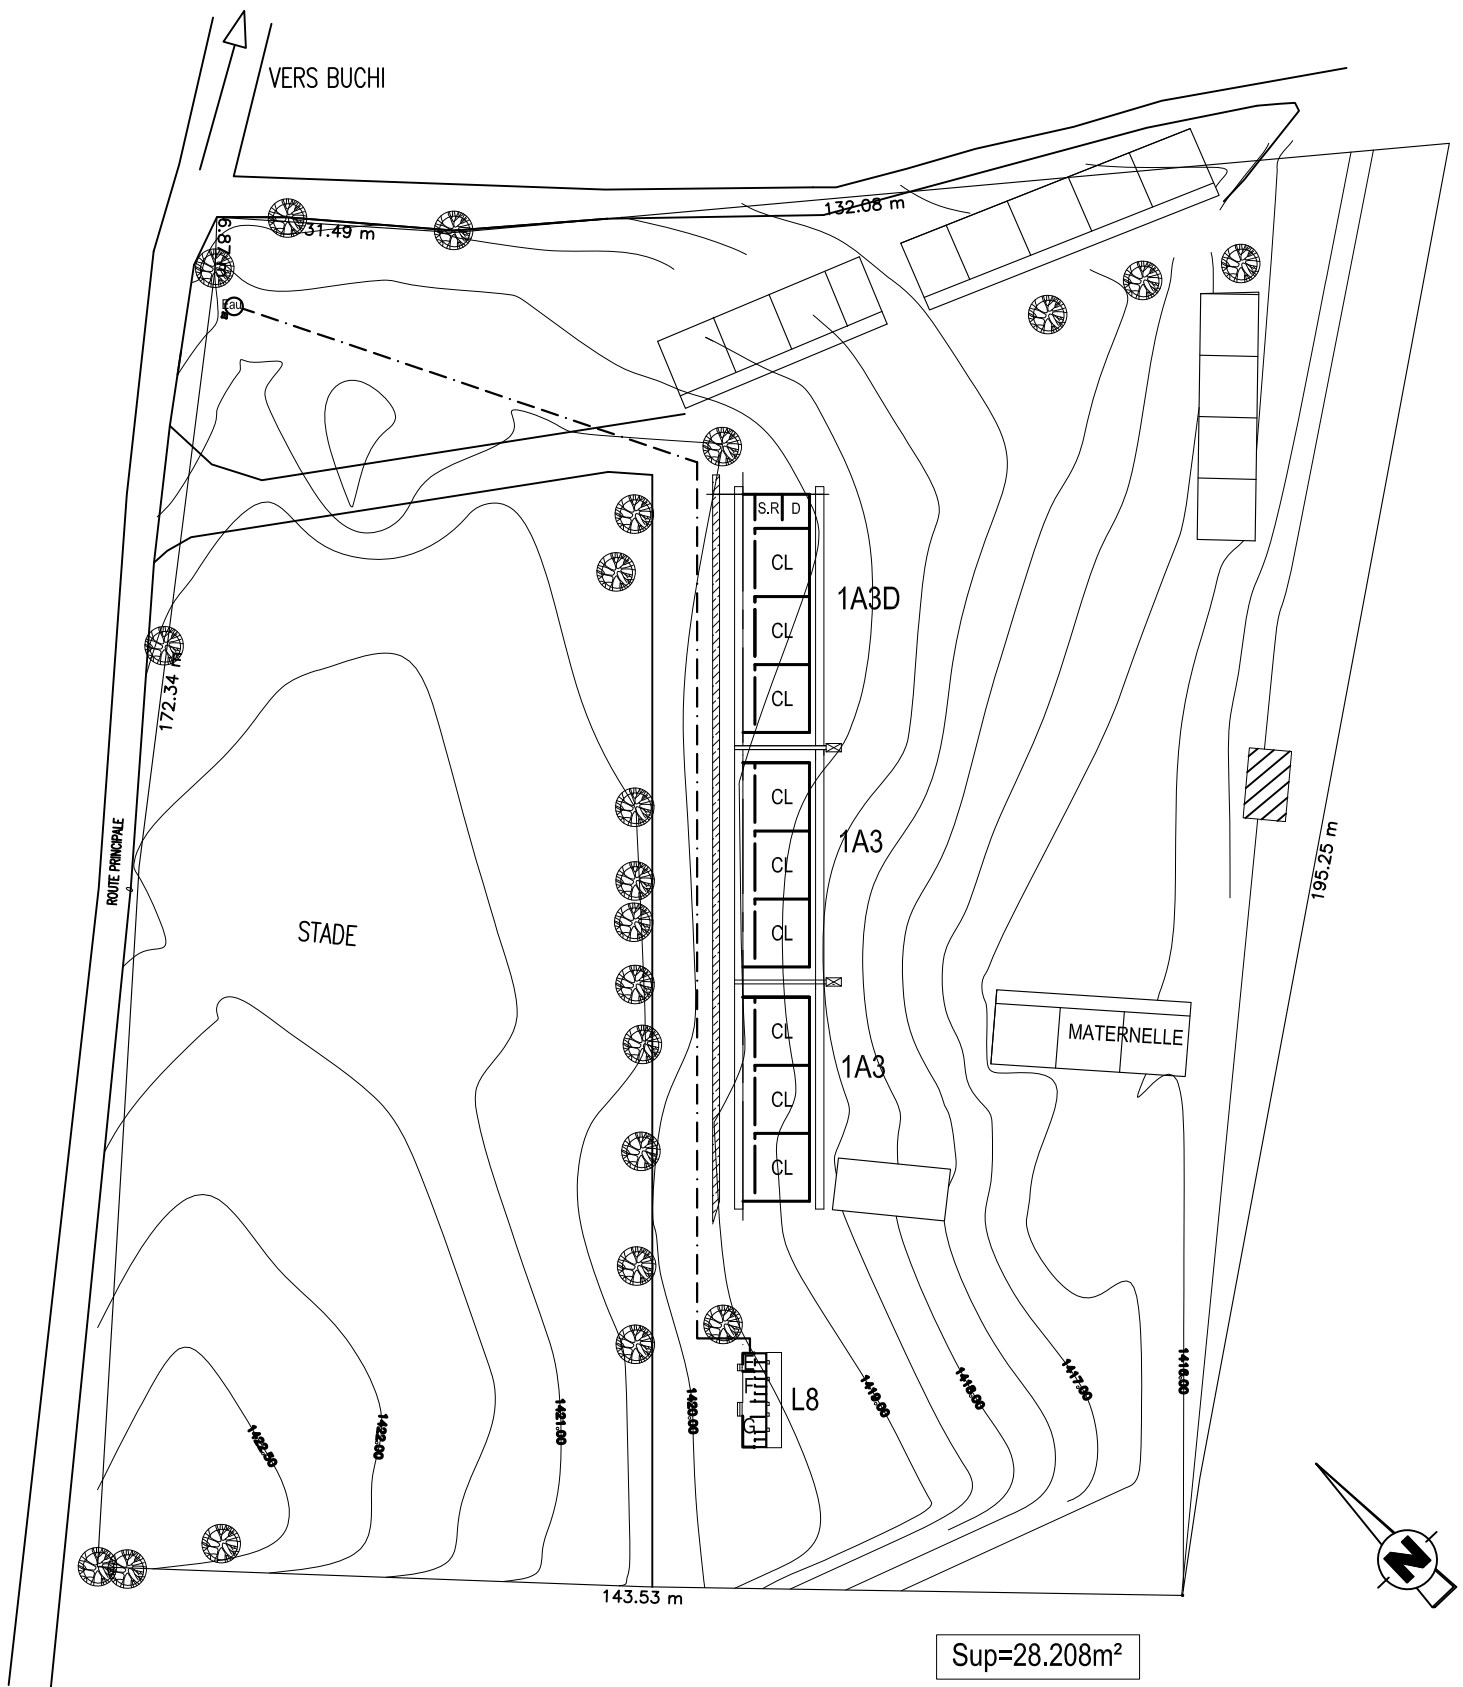 VERS BUCHI
132.08 m
31.49 m
6.87 m
Eau
S.R
D
CL
1A3D
CL
CL
172.34 m
CL
1A3
CL
CL
ROUTE PRINCIPALE
195.25 m
STADE
CL
MATERNELLE
1A3
CL
CL
1416.00
1417.00
1418.00
1419.00
1420.00
1421.00
1422.00
1422.50
E
G
L8
143.53 m
N
Sup=28.208m²